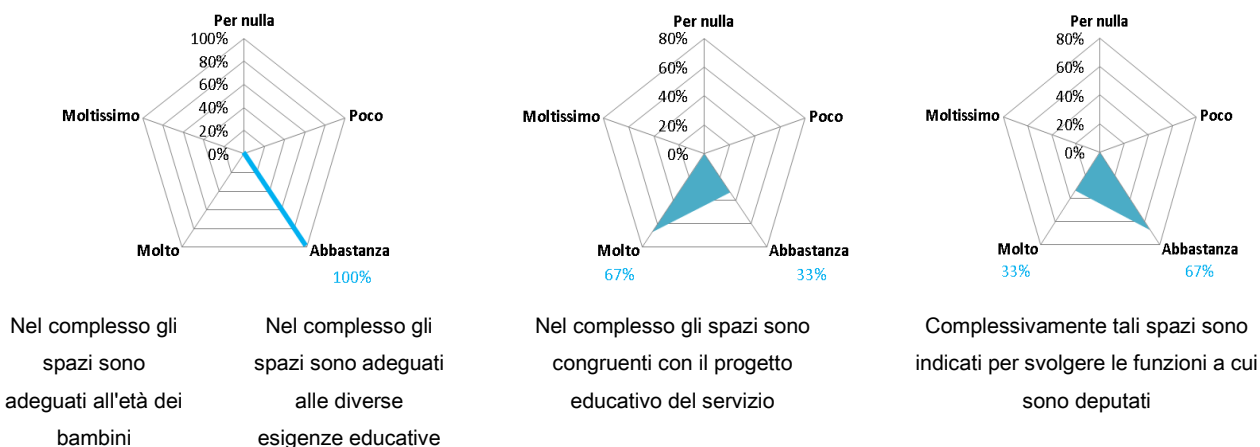 Per nulla
100%
80%
60%
40%
20%
0%
Moltissimo
Poco
Molto
Abbastanza
100%
Per nulla
80%
60%
40%
20%
0%
Moltissimo
Poco
Molto
Abbastanza
67%
33%
Per nulla
80%
60%
40%
20%
0%
Moltissimo
Poco
Molto
Abbastanza
33%
67%
Nel complesso gli
spazi sono
adeguati all'età dei
bambini
Nel complesso gli
spazi sono adeguati
alle diverse
esigenze educative
Nel complesso gli spazi sono
congruenti con il progetto
educativo del servizio
Complessivamente tali spazi sono
indicati per svolgere le funzioni a cui
sono deputati